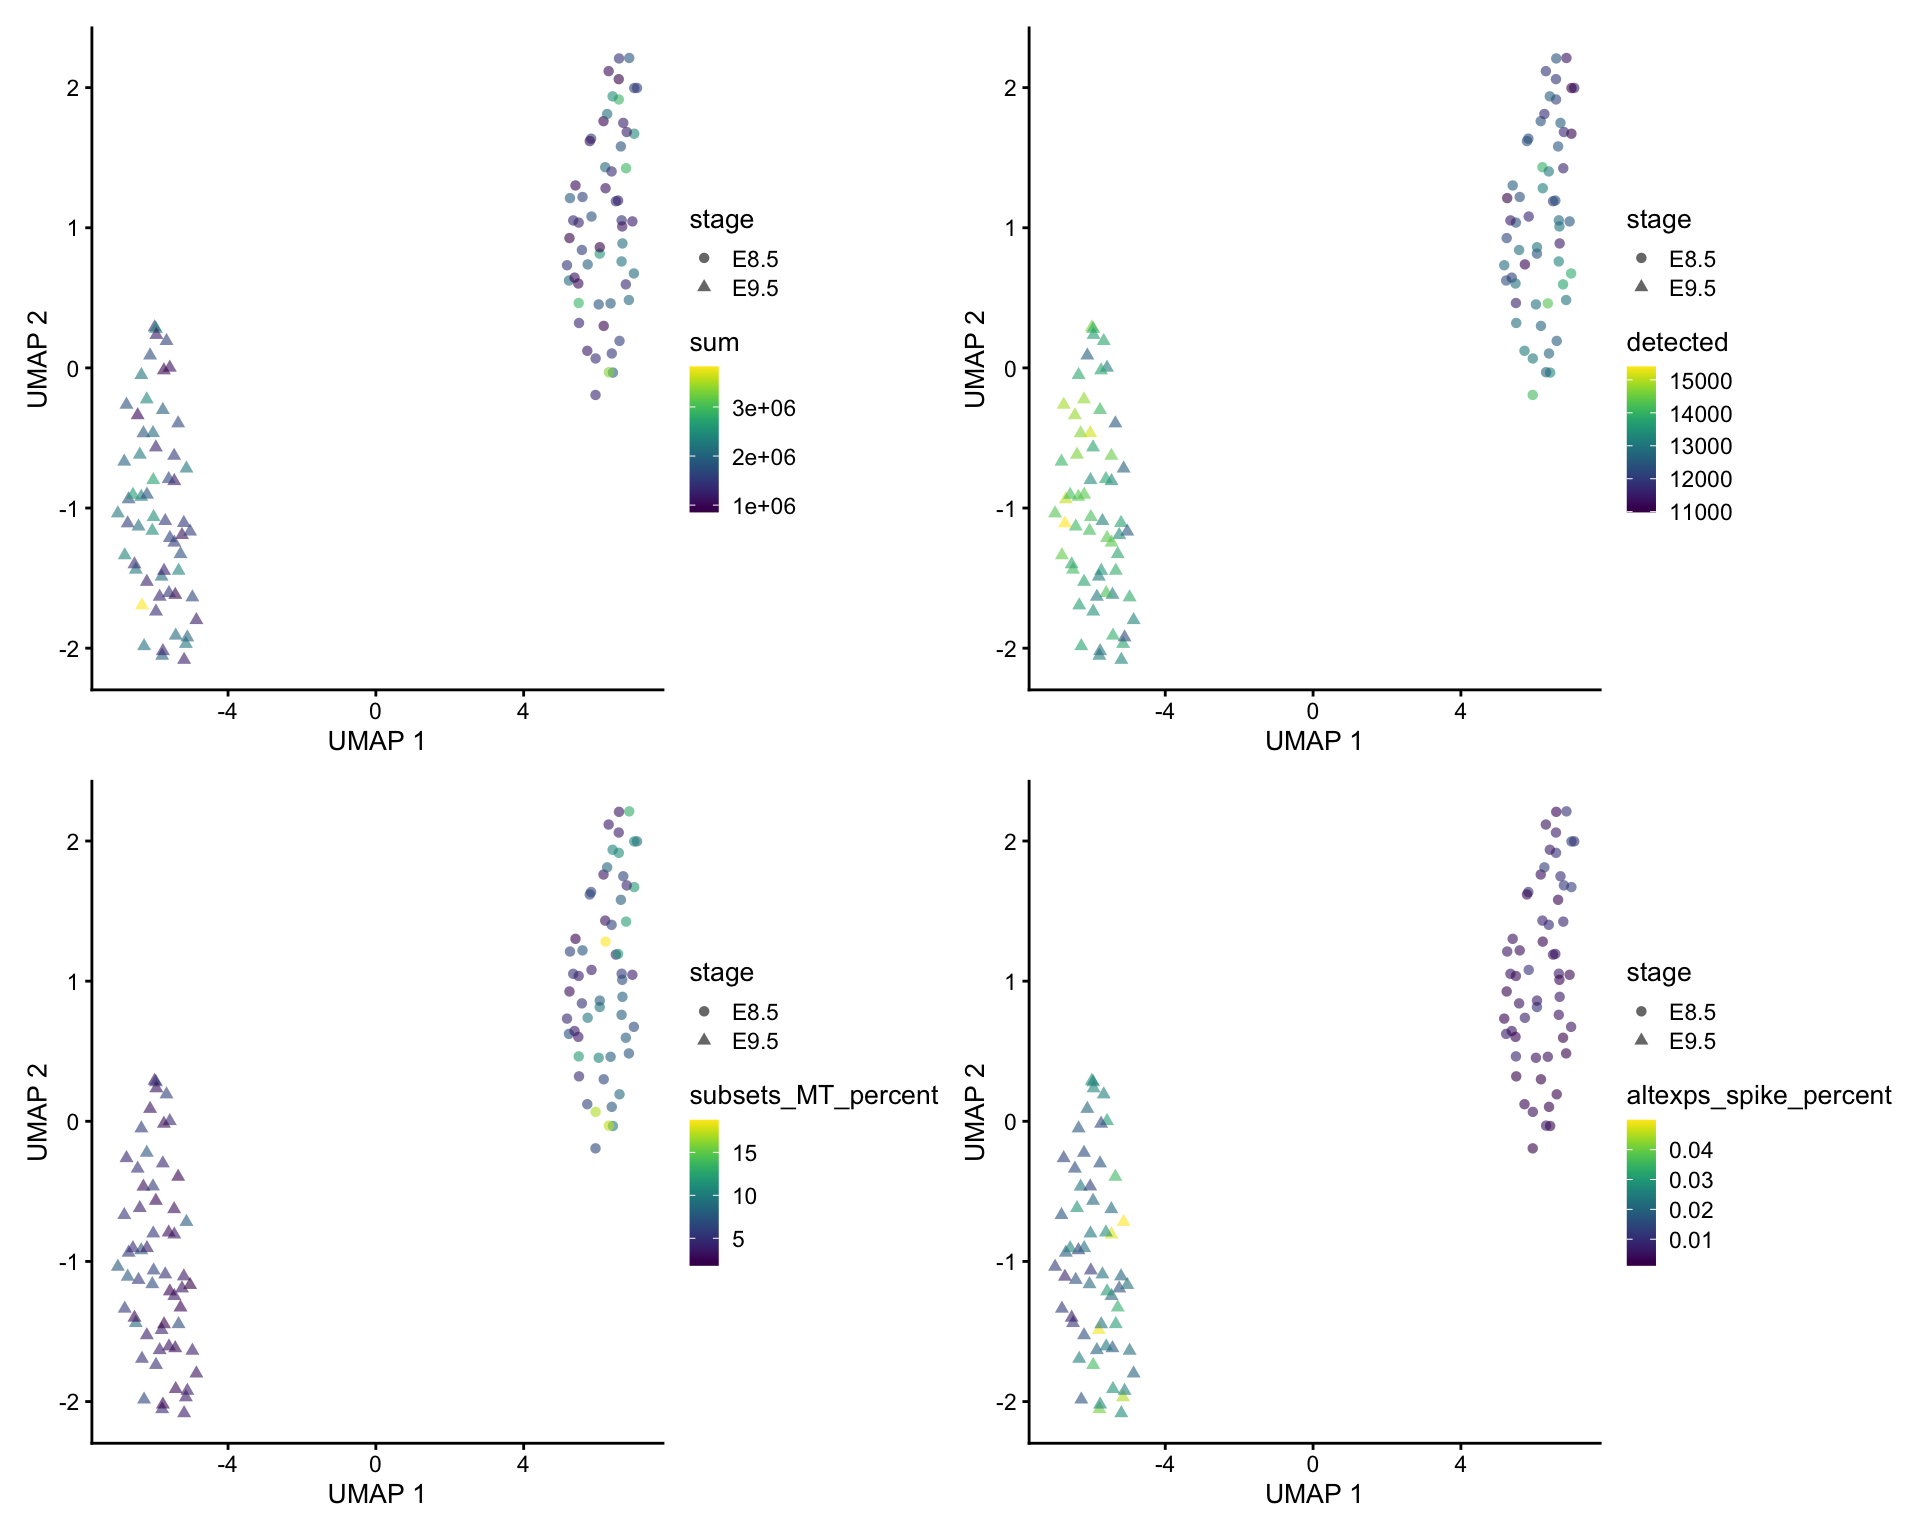 2
1
0
-1
-2
UMAP 2
-4
0
4
UMAP 1
stage
E8.5
E9.5
sum
3e+06
2e+06
1e+06
2
1
0
-1
-2
UMAP 2
-4
0
4
UMAP 1
stage
E8.5
E9.5
detected
15000
14000
13000
12000
11000
2
1
0
-1
-2
UMAP 2
-4
0
4
UMAP 1
stage
E8.5
E9.5
subsets_MT_percent
15
10
5
2
1
0
-1
-2
UMAP 2
-4
0
4
UMAP 1
stage
E8.5
E9.5
altexps_spike_percent
0.04
0.03
0.02
0.01